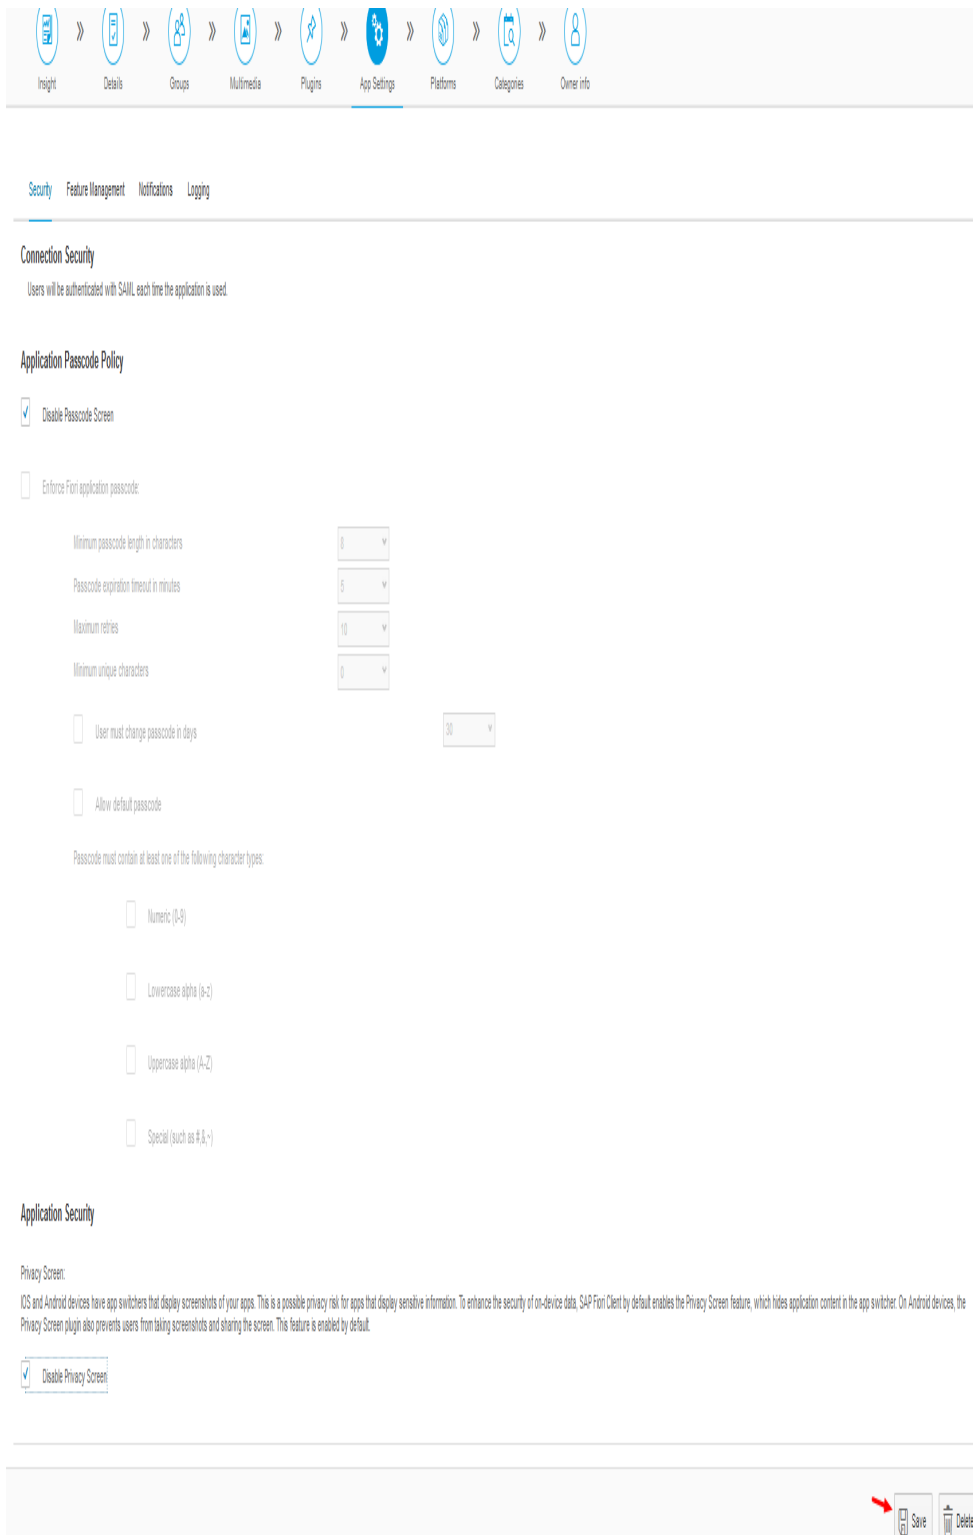 Insight Details Groups Multimedia Plugins App Settings Platforms Categories Owner info
Security Feature Management Notifications Logging
Connection Security
Users will be authenticated with SAML each time the application is used.
Application Passcode Policy
Disable Passcode Screen
Enforce Fiori application passcode:
Minimum passcode length in characters 8
Passcode expiration timeout in minutes 5
Maximum retries 10
Minimum unique characters 0
User must change passcode in days 30
Allow default passcode
Passcode must contain at least one of the following character types:
Numeric (0-9)
Lowercase alpha (a-z)
Uppercase alpha (A-Z)
Special (such as #,&,~)
Application Security
Privacy Screen:
IOS and Android devices have app switchers that display screenshots of your apps. This is a possible privacy risk for apps that display sensitive information. To enhance the security of on-device data, SAP Fiori Client by default enables the Privacy Screen feature, which hides application content in the app switcher. On Android devices, the
Privacy Screen plugin also prevents users from taking screenshots and sharing the screen. This feature is enabled by default.
Disable Privacy Screen
Save Delete